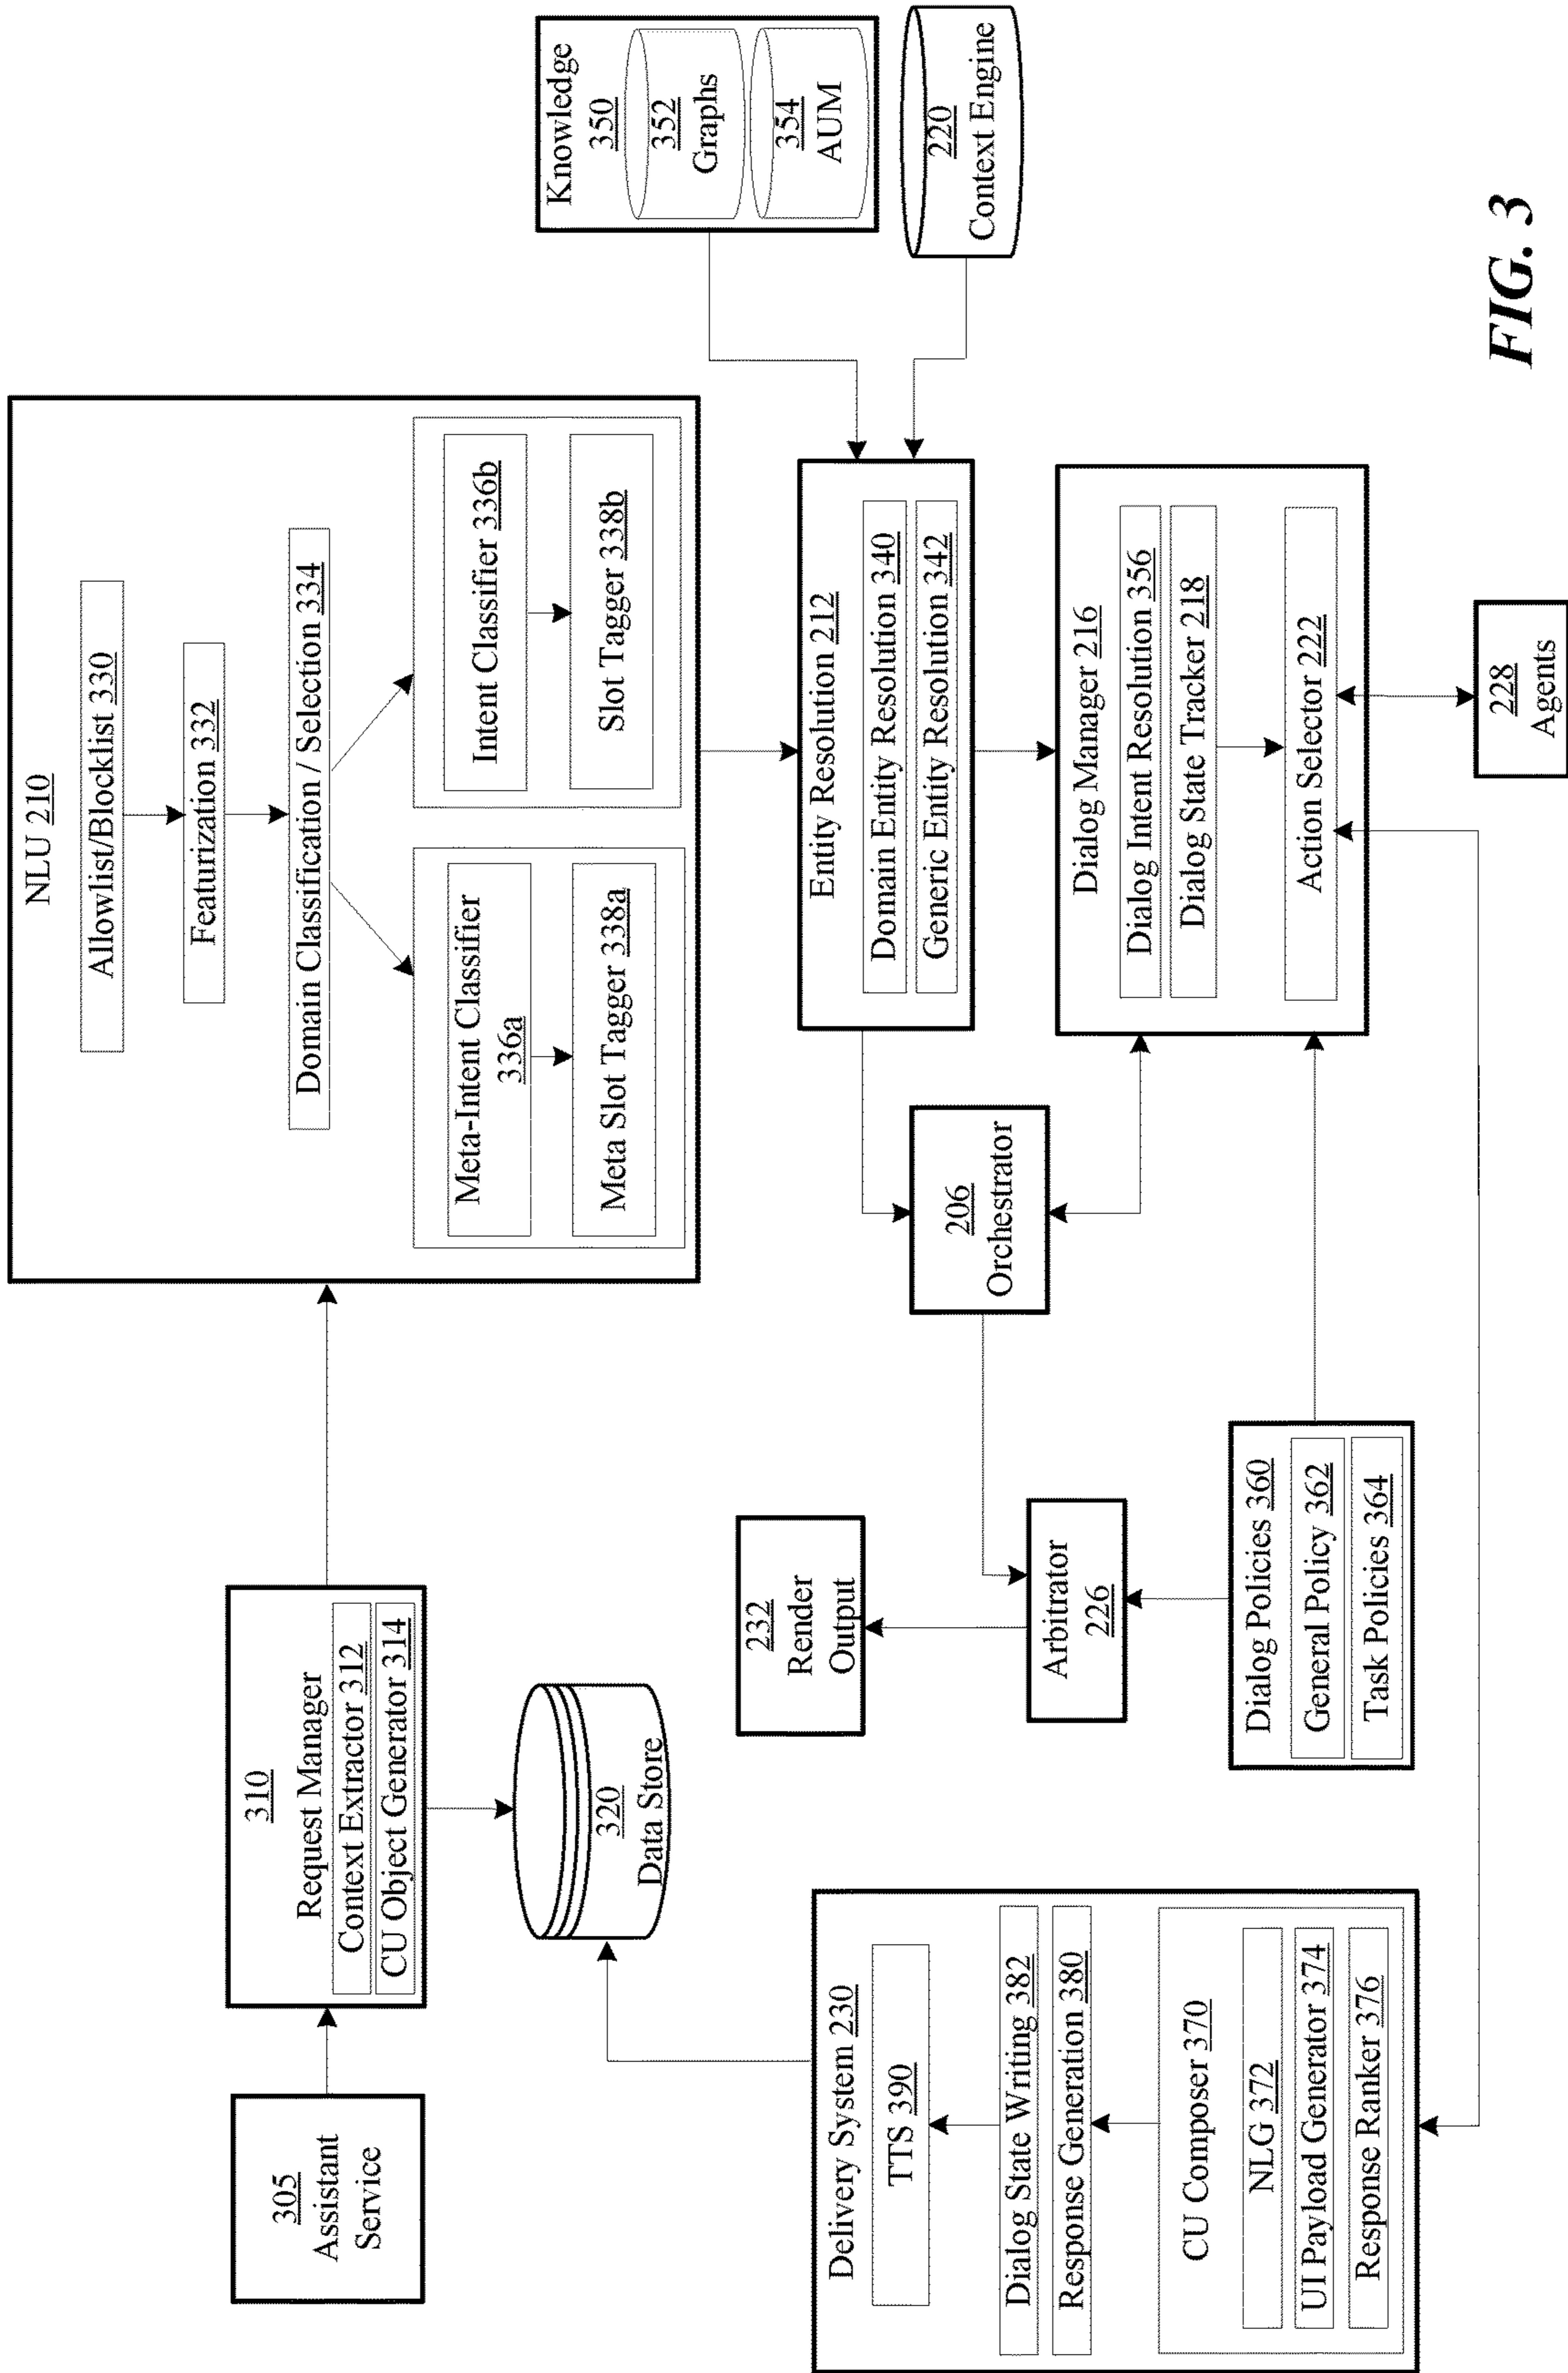 305
Assistant
Service
310
Request Manager
Context Extractor 312
CU Object Generator 314
320
Data Store
NLU 210
Allowlist/Blocklist 330
Featurization 332
Domain Classification / Selection 334
Meta-Intent Classifier
336a
Meta Slot Tagger 338a
Intent Classifier 336b
Slot Tagger 338b
Knowledge
350
352
Graphs
354
AUM
220
Context Engine
Entity Resolution 212
Domain Entity Resolution 340
Generic Entity Resolution 342
206
Orchestrator
232
Render
Output
Arbitrator
226
Dialog Manager 216
Dialog Intent Resolution 356
Dialog State Tracker 218
Action Selector 222
228
Agents
Dialog Policies 360
General Policy 362
Task Policies 364
Delivery System 230
TTS 390
Dialog State Writing 382
Response Generation 380
CU Composer 370
NLG 372
UI Payload Generator 374
Response Ranker 376
FIG. 3